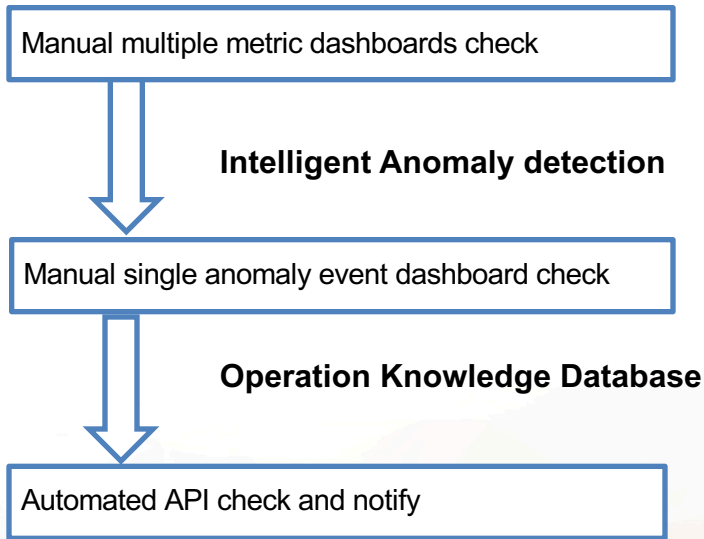 Manual multiple metric dashboards check
Intelligent Anomaly detection
Manual single anomaly event dashboard check
Operation Knowledge Database
Automated API check and notify